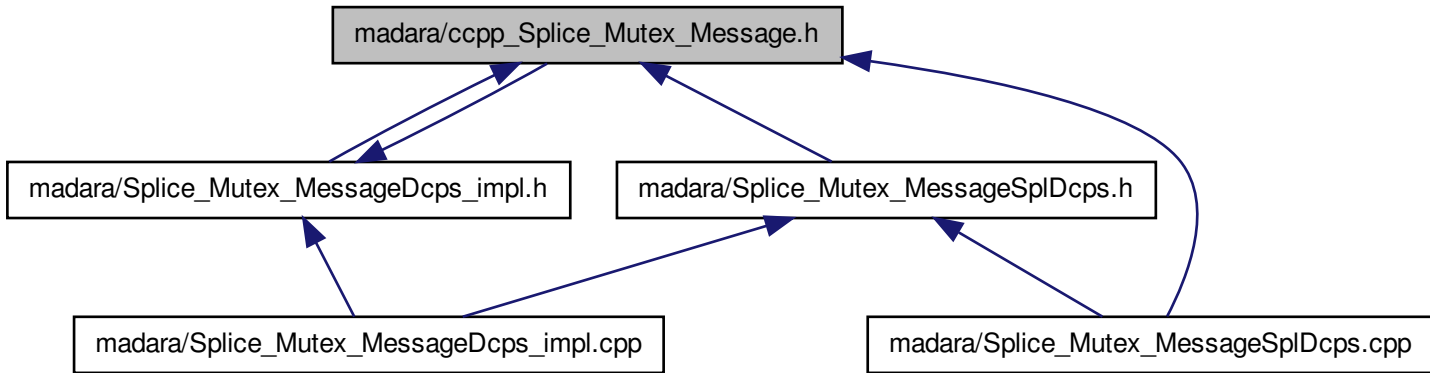 madara/ccpp_Splice_Mutex_Message.h
madara/Splice_Mutex_MessageDcps_impl.h
madara/Splice_Mutex_MessageSplDcps.h
madara/Splice_Mutex_MessageDcps_impl.cpp
madara/Splice_Mutex_MessageSplDcps.cpp